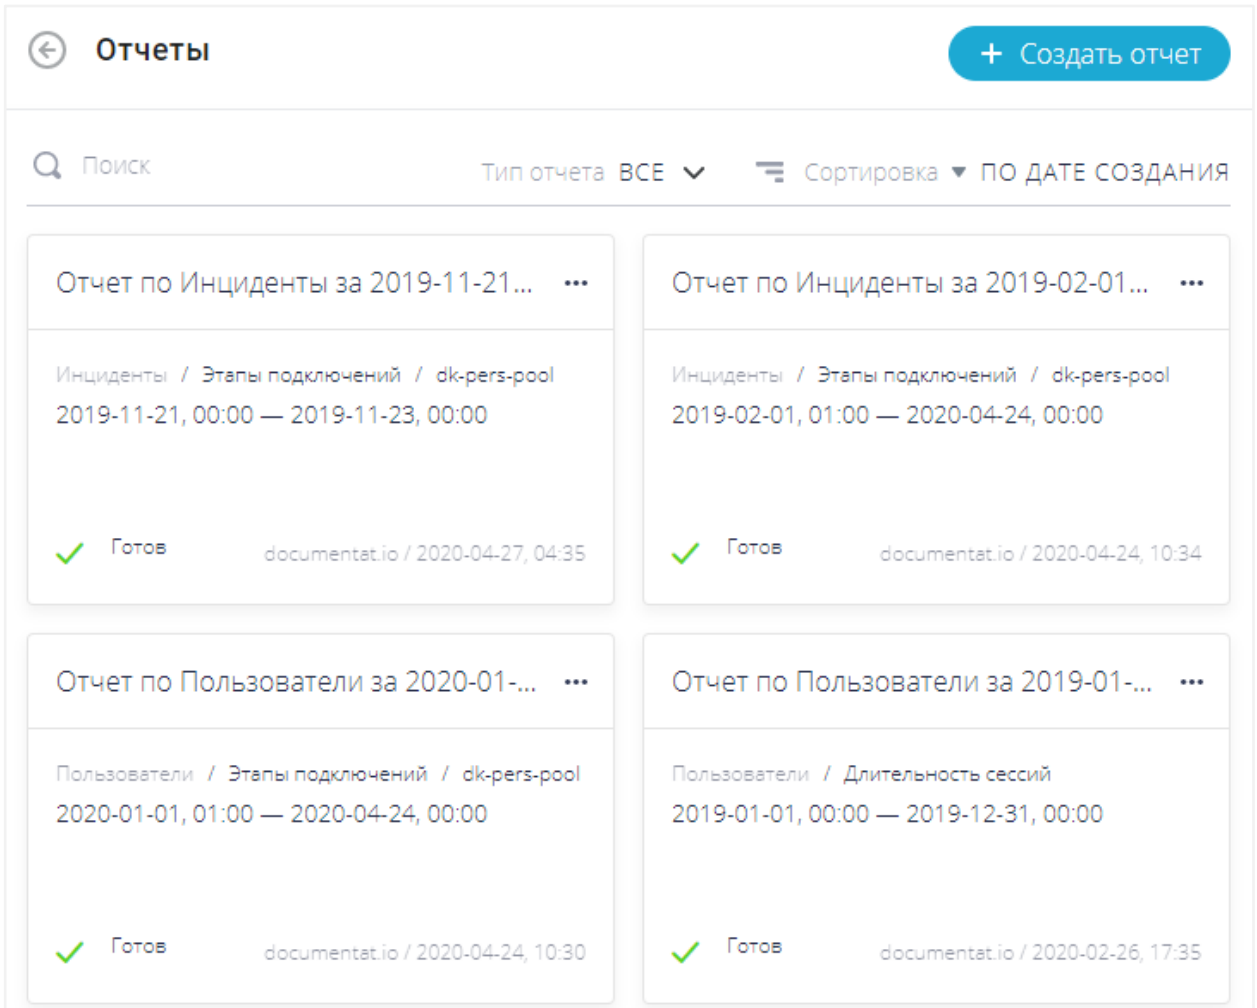 Отчеты
+ Создать отчет
Поиск
Тип отчета ВСЕ
Сортировка ▼ ПО ДАТЕ СОЗДАНИЯ
Отчет по Инциденты за 2019-11-21...
Инциденты / Этапы подключений / dk-pers-pool
2019-11-21, 00:00 — 2019-11-23, 00:00
Готов
documentat.io / 2020-04-27, 04:35
Отчет по Инциденты за 2019-02-01...
Инциденты / Этапы подключений / dk-pers-pool
2019-02-01, 01:00 — 2020-04-24, 00:00
Готов
documentat.io / 2020-04-24, 10:34
Отчет по Пользователи за 2020-01-...
Пользователи / Этапы подключений / dk-pers-pool
2020-01-01, 01:00 — 2020-04-24, 00:00
Готов
documentat.io / 2020-04-24, 10:30
Отчет по Пользователи за 2019-01-...
Пользователи / Длительность сессий
2019-01-01, 00:00 — 2019-12-31, 00:00
Готов
documentat.io / 2020-02-26, 17:35